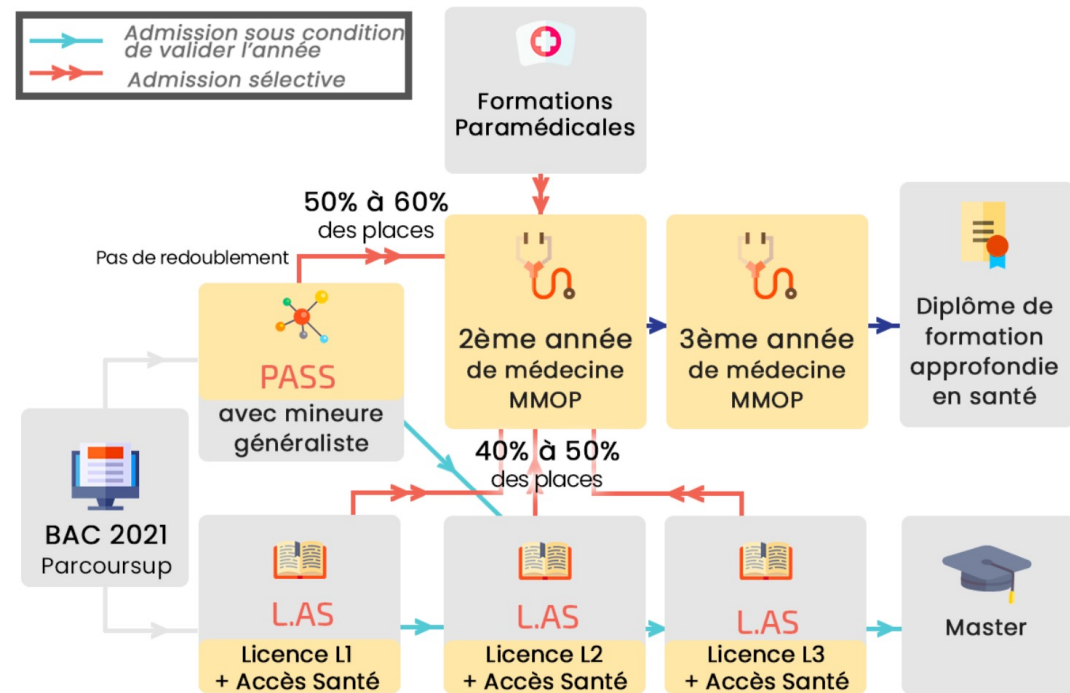 Admission sous condition
de valider l'année
Admission sélective
Formations
Paramédicales
50% à 60%
des places
Pas de redoublement
PASS
avec mineure
généraliste
2ème année
de médecine
MMOP
3ème année
de médecine
MMOP
Diplôme de
formation
approfondie
en santé
40% à 50%
des places
BAC 2021
Parcoursup
L.AS
Licence L1
+ Accès Santé
L.AS
Licence L2
+ Accès Santé
L.AS
Licence L3
+ Accès Santé
Master